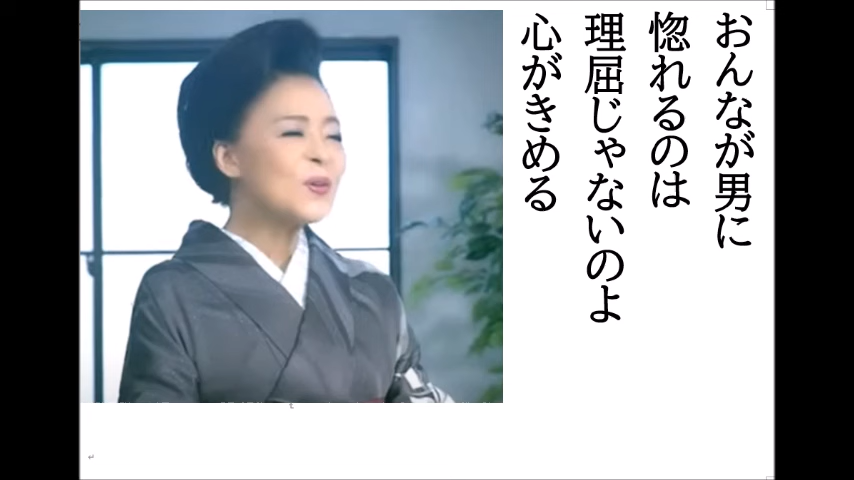 おんなが男に
惚れるのは
理屈じゃないのよ
心がきめる